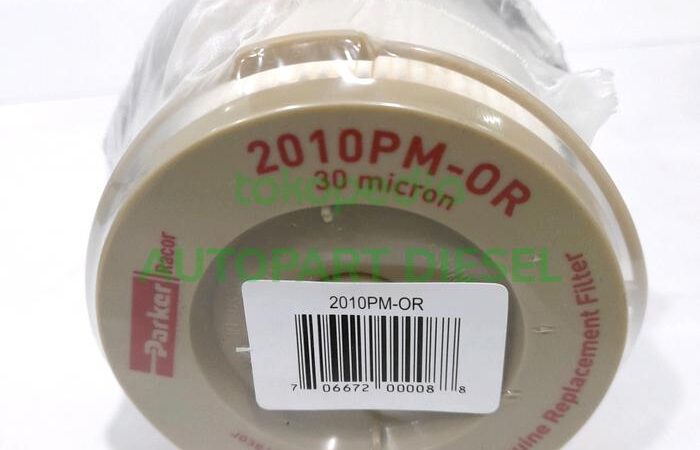 2010PM-OR
30 micron
tokopedia
AUTOPART DIESEL
Parker Racor
2010PM-OR
7 06672 00008 8
Replacement Filter